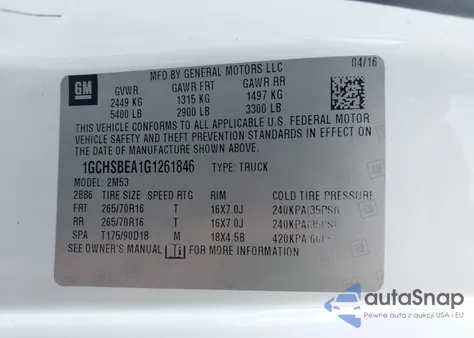 GM
MFD BY GENERAL MOTORS LLC
04/16
GVWR GAWR FRT GAWR RR
2449 KG 1315 KG 1497 KG
5400 LB 2900 LB 3300 LB
THIS VEHICLE CONFORMS TO ALL APPLICABLE U.S. FEDERAL MOTOR
VEHICLE SAFETY AND THEFT PREVENTION STANDARDS IN EFFECT ON
THE DATE OF MANUFACTURE SHOWN ABOVE.
1GCHSBEA1G1261846 TYPE: TRUCK
MODEL: 2M53
2BB6 TIRE SIZE SPEED RTG RIM COLD TIRE PRESSURE
FRT 265/70R16 T 16X7.0J 240KPA(35PSI)
RR 265/70R16 T 16X7.0J 240KPA(35PSI)
SPA T175/90D18 M 18X4.5B 420KPA
SEE OWNER'S MANUAL FOR MORE INFORMATION
autoSnap
Pewne auta z aukcji USA i EU